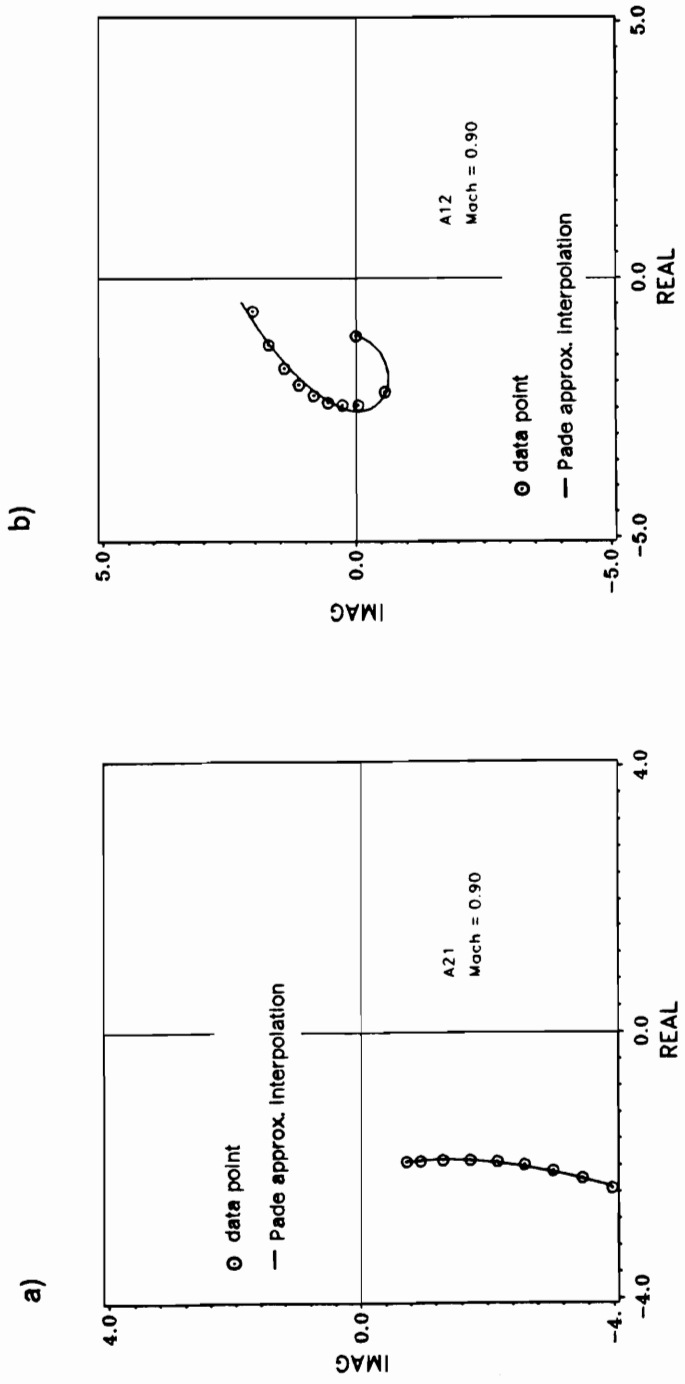 a)
4.0
0.0
-4.
IMAG
-4.0
0.0
4.0
REAL
⊙ data point
— Pade approx. Interpolation
A21
Mach = 0.90
b)
5.0
0.0
-5.0
IMAG
-5.0
0.0
5.0
REAL
A12
Mach = 0.90
⊙ data point
— Pade approx. Interpolation